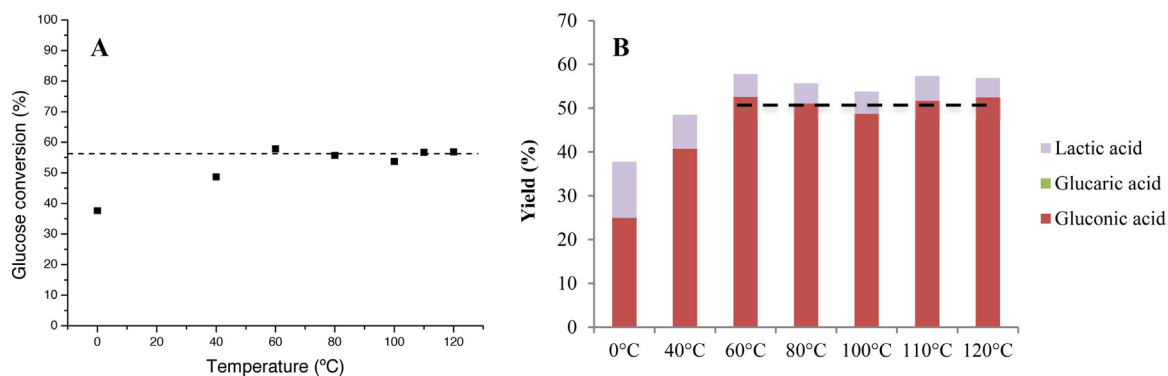 A
Glucose conversion (%)
100
90
80
70
60
50
40
30
20
10
0
0 20 40 60 80 100 120
Temperature (ºC)
B
Yield (%)
70
60
50
40
30
20
10
0
0°C 40°C 60°C 80°C 100°C 110°C 120°C
Lactic acid
Glucaric acid
Gluconic acid